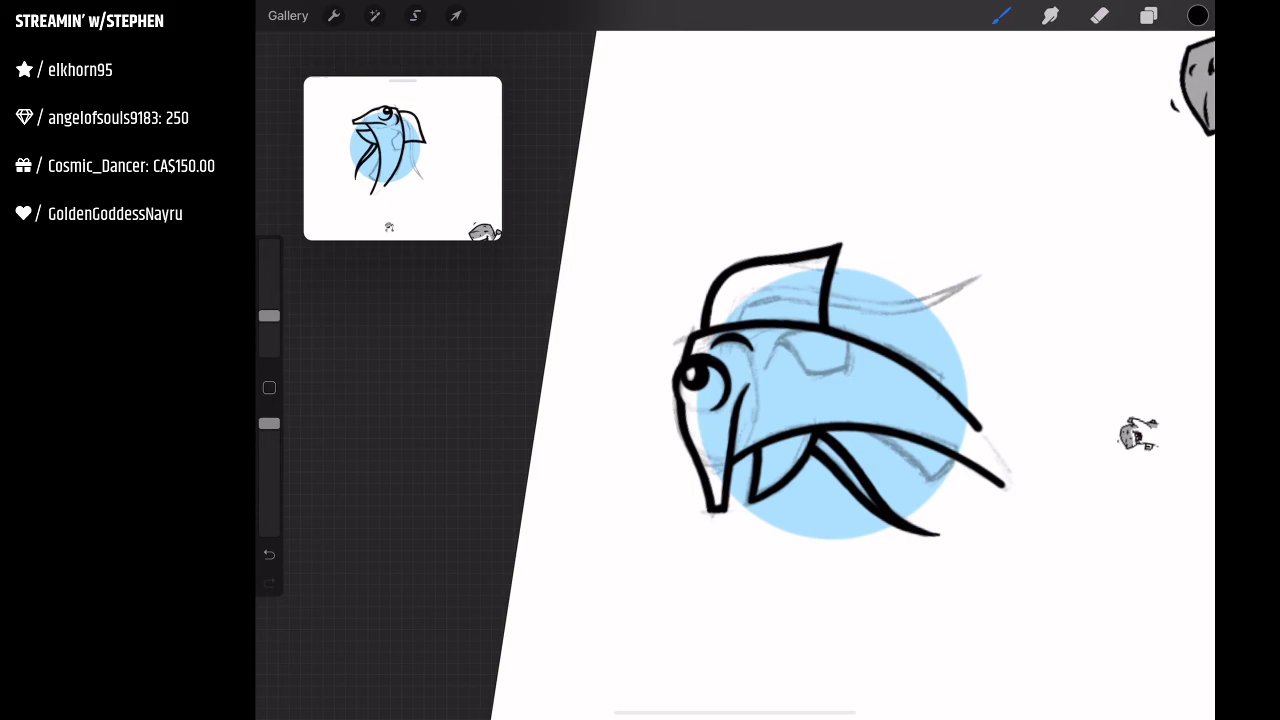 STREAMIN' w/STEPHEN
/ elkhorn95
/ angelofsouls9183: 250
/ Cosmic_Dancer: CA$150.00
/ GoldenGoddessNayru
Gallery